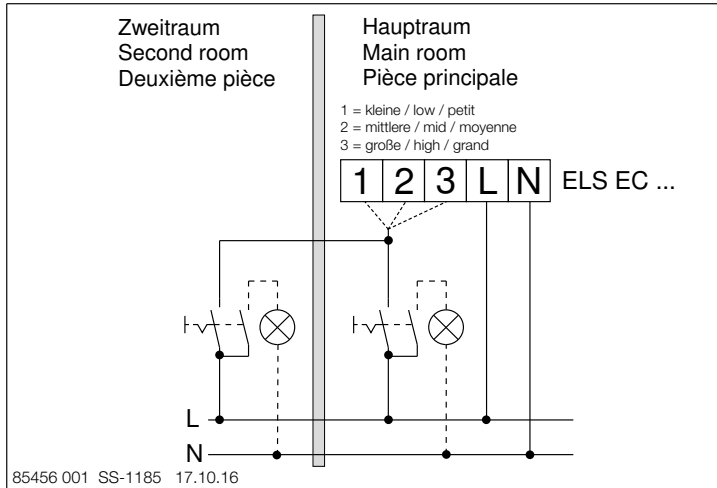 Zweitraum
Second room
Deuxième pièce
Hauptraum
Main room
Pièce principale
1 = kleine / low / petit
2 = mittlere / mid / moyenne
3 = große / high / grand
1 2 3 L N ELS EC ...
L
N
85456 001 SS-1185 17.10.16